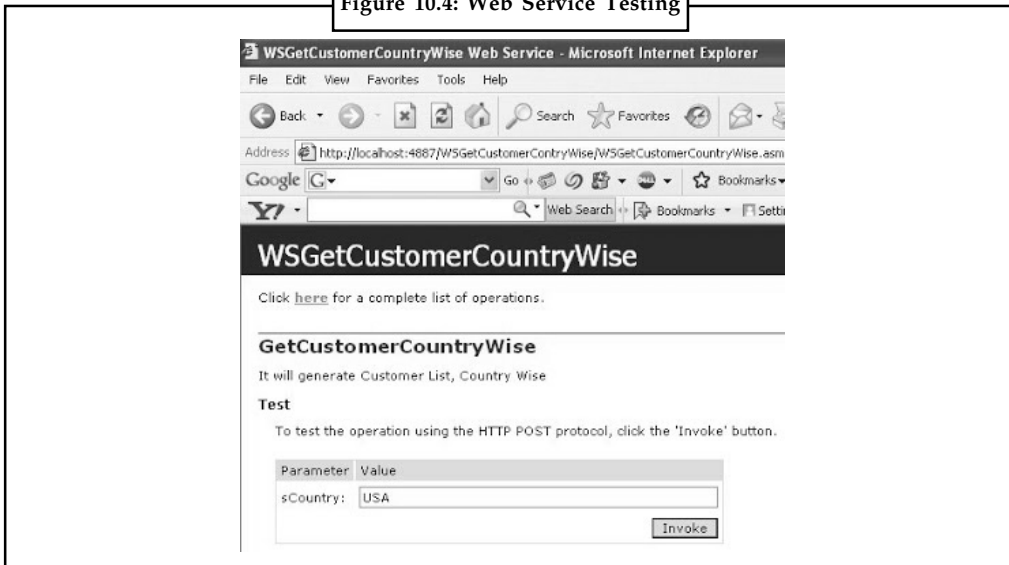 Figure 10.4: Web Service Testing
WSGetCustomerCountryWise Web Service - Microsoft Internet Explorer
File Edit View Favorites Tools Help
Back Search Favorites
Address http://localhost:4887/WSGetCustomerContryWise/WSGetCustomerCountryWise.asm
Google G Go Bookmarks
Y! Web Search Bookmarks Settin
WSGetCustomerCountryWise
Click here for a complete list of operations.
GetCustomerCountryWise
It will generate Customer List, Country Wise
Test
To test the operation using the HTTP POST protocol, click the 'Invoke' button.
Parameter Value
sCountry: USA
Invoke